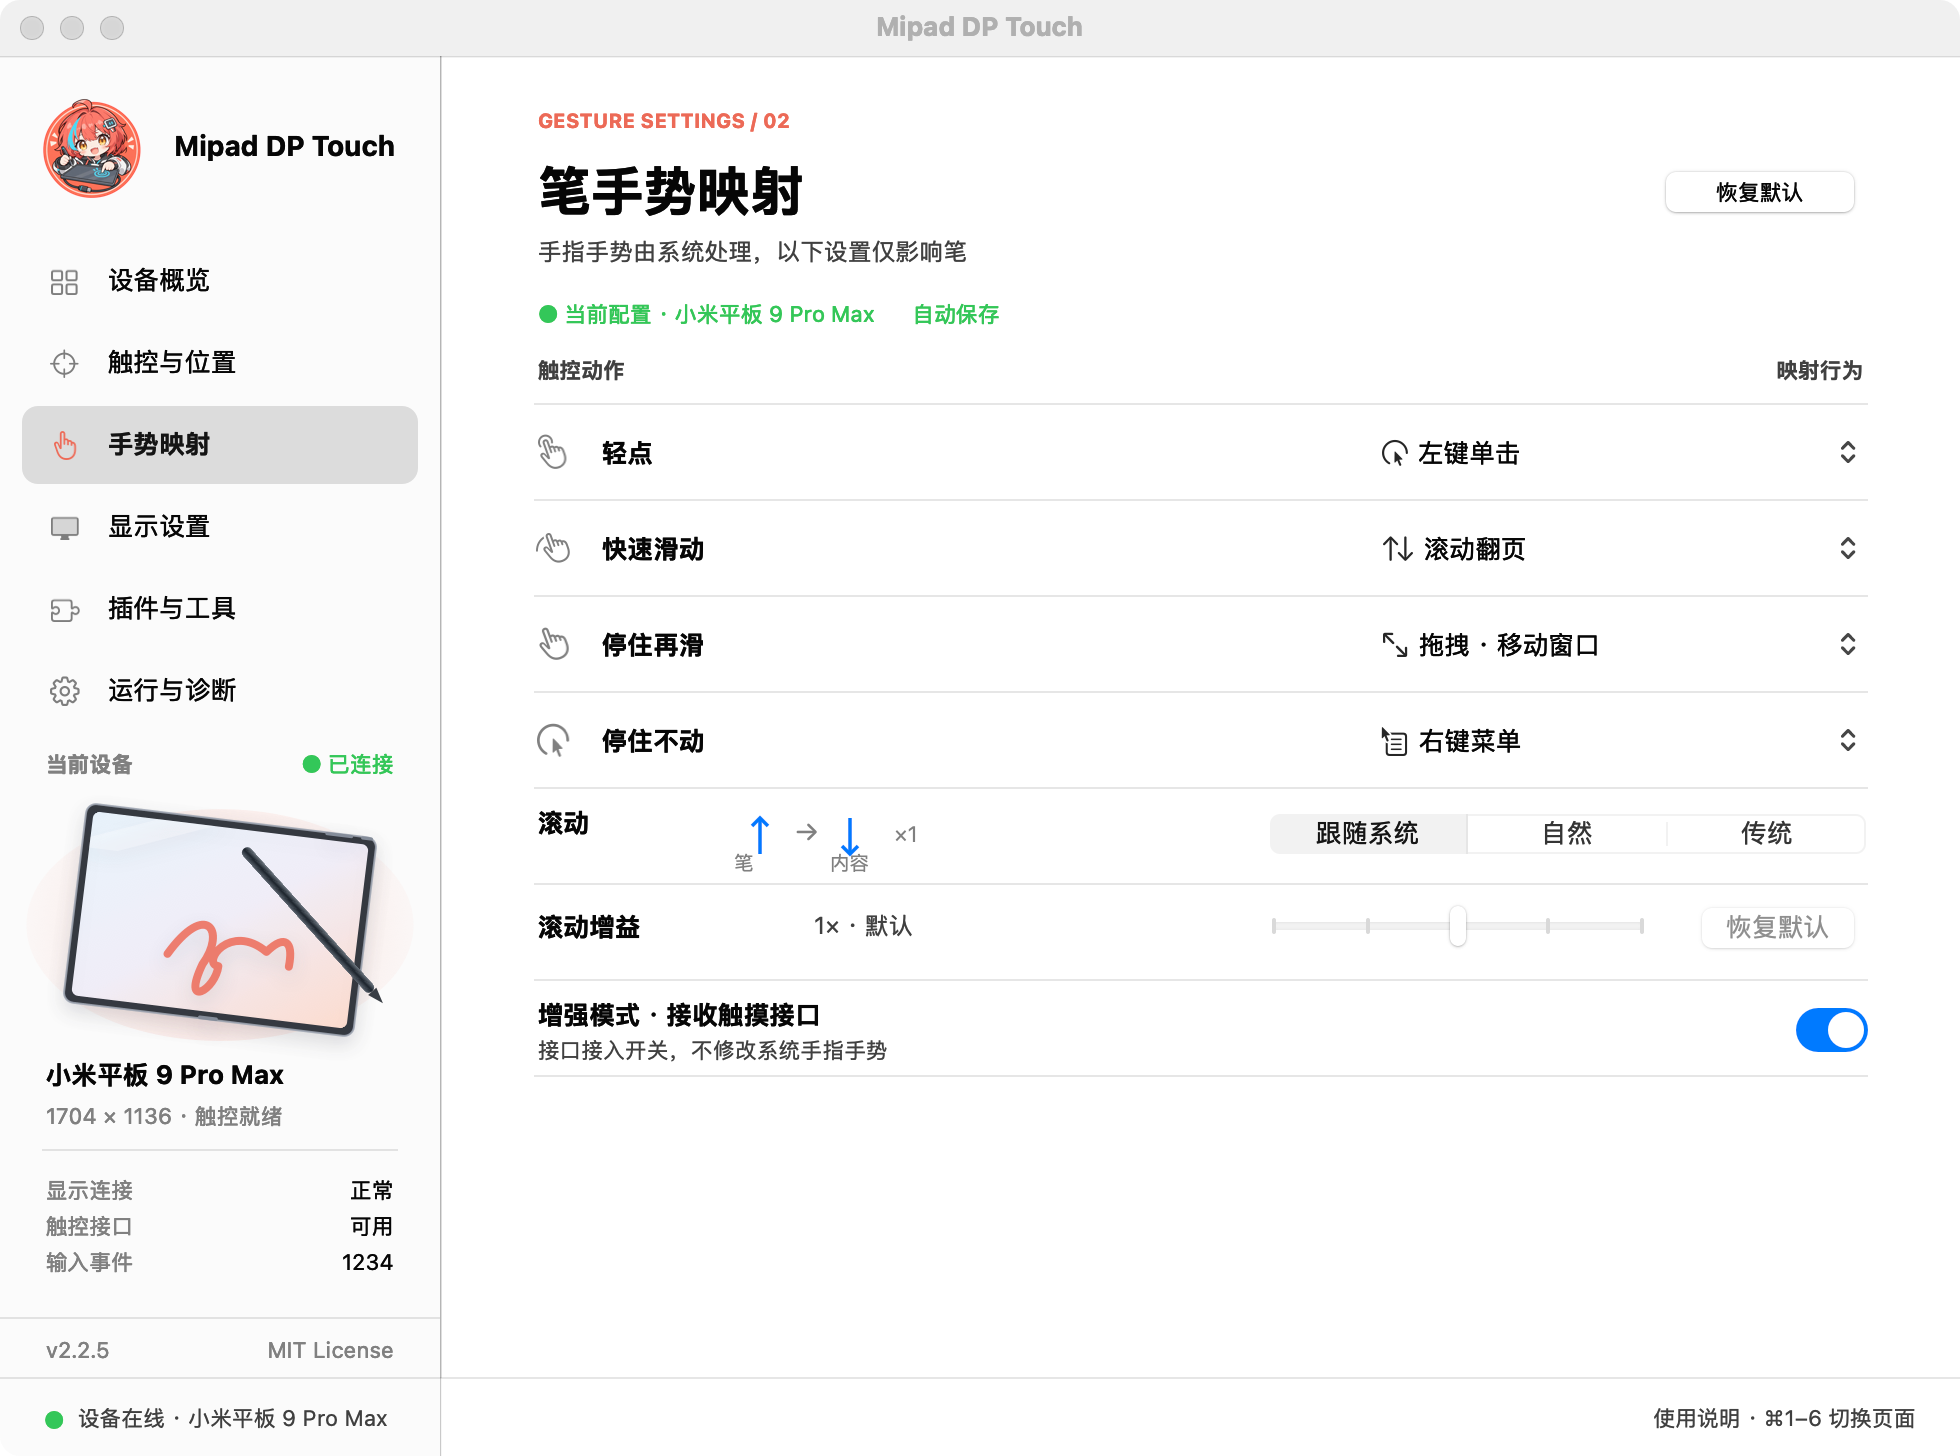 Mipad DP Touch
Mipad DP Touch
设备概览
触控与位置
手势映射
显示设置
插件与工具
运行与诊断
当前设备 已连接
小米平板 9 Pro Max
1704 × 1136 · 触控就绪
显示连接 正常
触控接口 可用
输入事件 1234
v2.2.5 MIT License
设备在线 · 小米平板 9 Pro Max
GESTURE SETTINGS / 02
笔手势映射
恢复默认
手指手势由系统处理，以下设置仅影响笔
当前配置 · 小米平板 9 Pro Max 自动保存
触控动作 映射行为
轻点 左键单击
快速滑动 滚动翻页
停住再滑 拖拽 · 移动窗口
停住不动 右键菜单
滚动 笔 → 内容 ×1 跟随系统 自然 传统
滚动增益 1× · 默认 恢复默认
增强模式 · 接收触摸接口
接口接入开关，不修改系统手指手势
使用说明 · ⌘1–6 切换页面